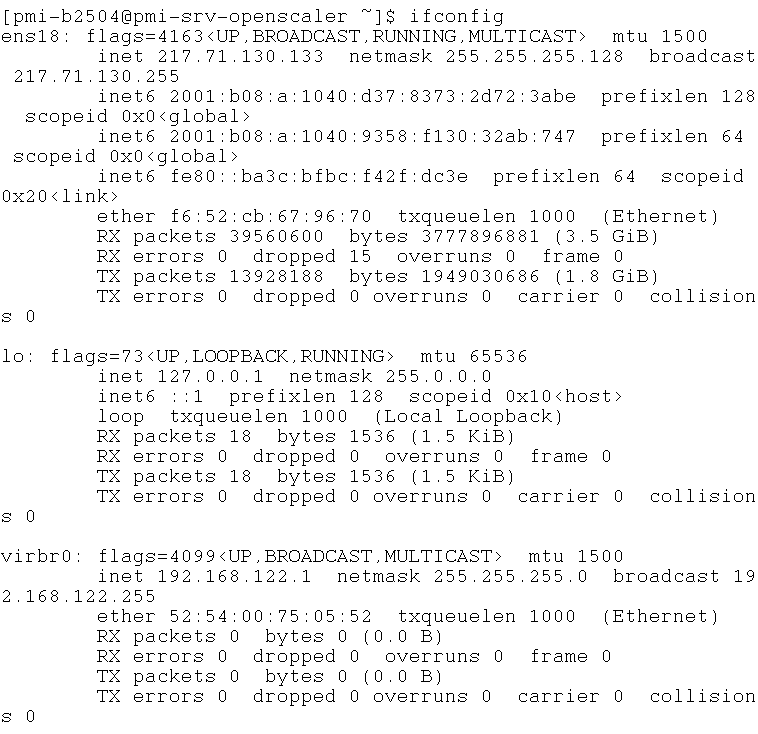 [pmi-b2504@pmi-srv-openscaler ~]$ ifconfig
ens18: flags=4163<UP,BROADCAST,RUNNING,MULTICAST>  mtu 1500
        inet 217.71.130.133  netmask 255.255.255.128  broadcast
 217.71.130.255
        inet6 2001:b08:a:1040:d37:8373:2d72:3abe  prefixlen 128
  scopeid 0x0<global>
        inet6 2001:b08:a:1040:9358:f130:32ab:747  prefixlen 64
 scopeid 0x0<global>
        inet6 fe80::ba3c:bfbc:f42f:dc3e  prefixlen 64  scopeid
0x20<link>
        ether f6:52:cb:67:96:70  txqueuelen 1000  (Ethernet)
        RX packets 39560600  bytes 3777896881 (3.5 GiB)
        RX errors 0  dropped 15  overruns 0  frame 0
        TX packets 13928188  bytes 1949030686 (1.8 GiB)
        TX errors 0  dropped 0 overruns 0  carrier 0  collision
s 0

lo: flags=73<UP,LOOPBACK,RUNNING>  mtu 65536
        inet 127.0.0.1  netmask 255.0.0.0
        inet6 ::1  prefixlen 128  scopeid 0x10<host>
        loop  txqueuelen 1000  (Local Loopback)
        RX packets 18  bytes 1536 (1.5 KiB)
        RX errors 0  dropped 0  overruns 0  frame 0
        TX packets 18  bytes 1536 (1.5 KiB)
        TX errors 0  dropped 0 overruns 0  carrier 0  collision
s 0

virbr0: flags=4099<UP,BROADCAST,MULTICAST>  mtu 1500
        inet 192.168.122.1  netmask 255.255.255.0  broadcast 19
2.168.122.255
        ether 52:54:00:75:05:52  txqueuelen 1000  (Ethernet)
        RX packets 0  bytes 0 (0.0 B)
        RX errors 0  dropped 0  overruns 0  frame 0
        TX packets 0  bytes 0 (0.0 B)
        TX errors 0  dropped 0 overruns 0  carrier 0  collision
s 0